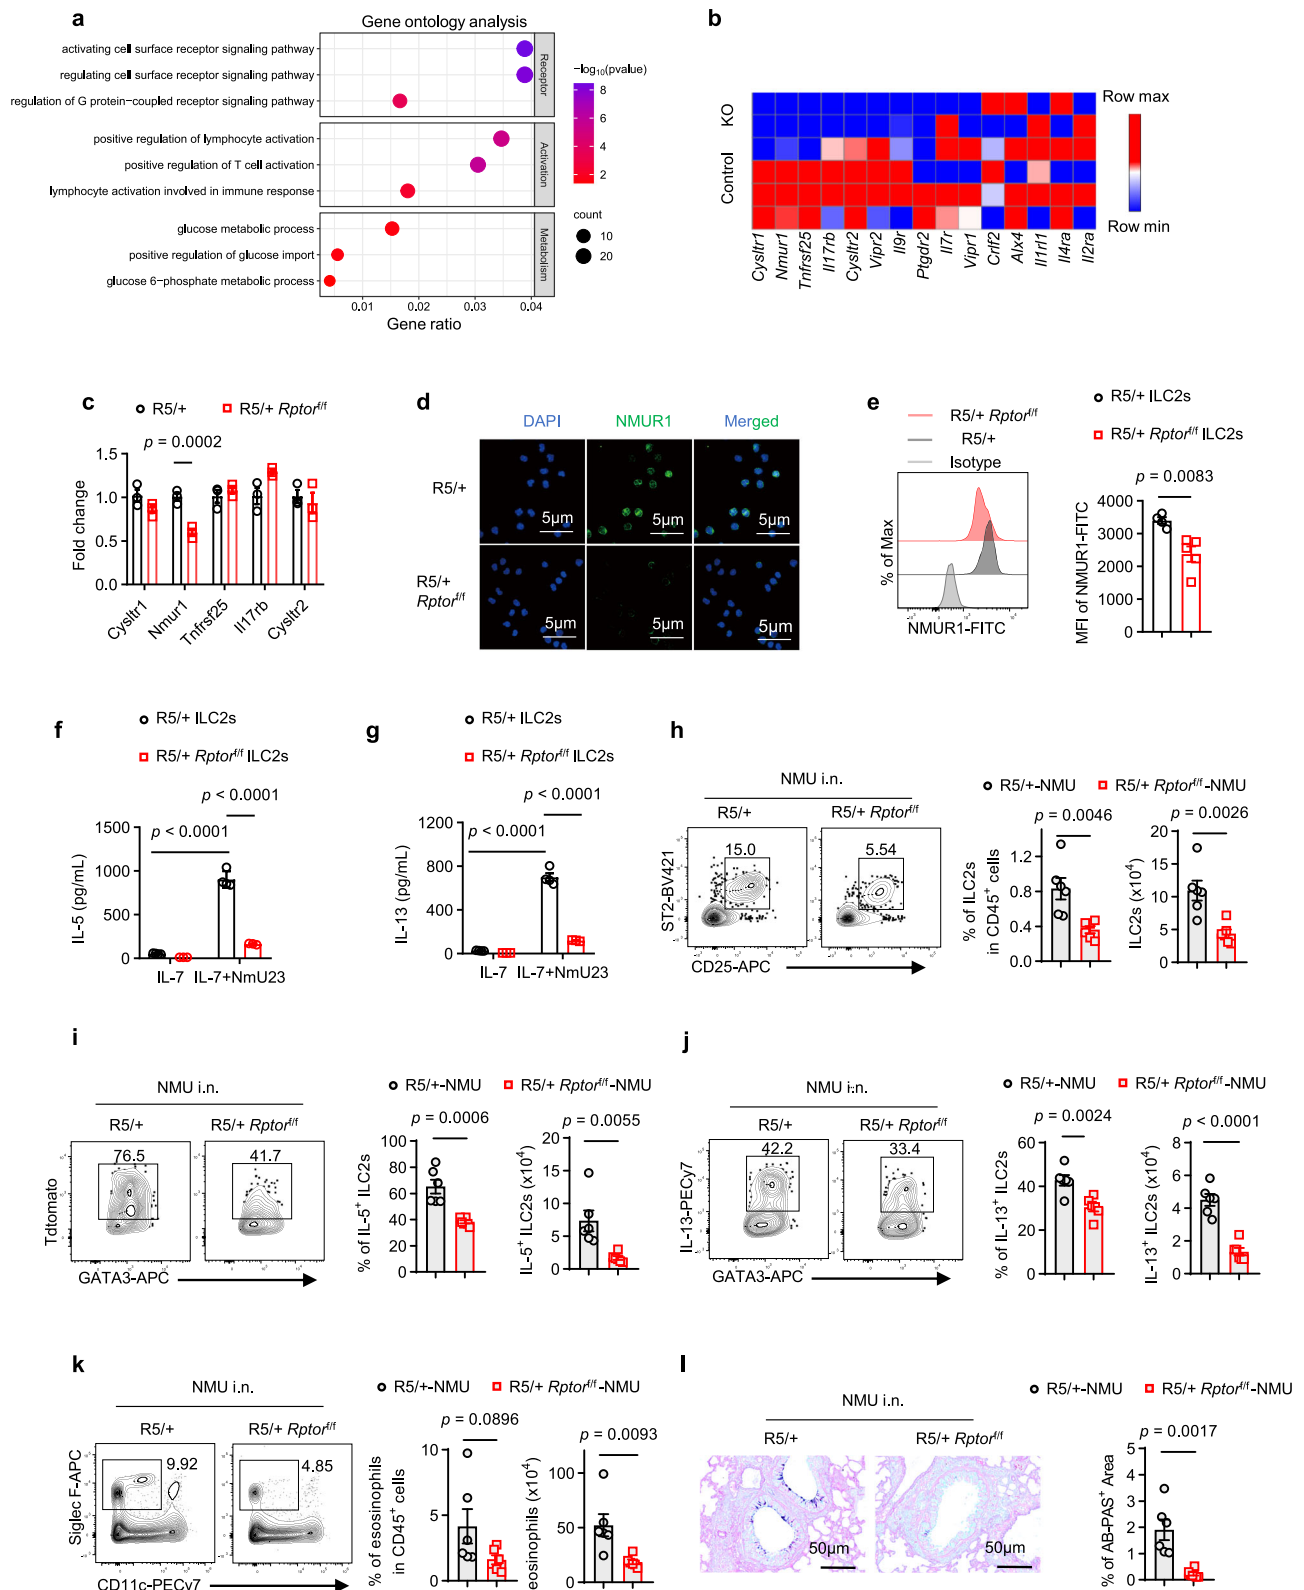 a
Gene ontology analysis
activating cell surface receptor signaling pathway
regulating cell surface receptor signaling pathway
regulation of G protein−coupled receptor signaling pathway
Receptor
positive regulation of lymphocyte activation
positive regulation of T cell activation
lymphocyte activation involved in immune response
Activation
glucose metabolic process
positive regulation of glucose import
glucose 6−phosphate metabolic process
Metabolism
0.01 0.02 0.03 0.04
Gene ratio
−log10(pvalue)
8
6
4
2
count
10
20
b
KO
Control
Row max
Row min
Cysltr1 Nmur1 Tnfrsf25 Il17rb Cysltr2 Vipr2 Il9r Ptgdr2 Il7r Vipr1 Crlf2 Alx4 Il1rl1 Il4ra Il2ra
c
R5/+ R5/+ Rptorf/f
p = 0.0002
Fold change
1.5
1.0
0.5
0.0
Cysltr1 Nmur1 Tnfrsf25 Il17rb Cysltr2
d
DAPI NMUR1 Merged
R5/+
5µm 5µm 5µm
R5/+
Rptorf/f
5µm 5µm 5µm
e
R5/+ Rptorf/f
R5/+
Isotype
% of Max
NMUR1-FITC
R5/+ ILC2s
R5/+ Rptorf/f ILC2s
p = 0.0083
MFI of NMUR1-FITC
4000
3000
2000
1000
0
f
R5/+ ILC2s
R5/+ Rptorf/f ILC2s
p < 0.0001
p < 0.0001
IL-5 (pg/mL)
1500
1000
500
0
IL-7 IL-7+NmU23
g
R5/+ ILC2s
R5/+ Rptorf/f ILC2s
p < 0.0001
p < 0.0001
IL-13 (pg/mL)
1200
800
400
0
IL-7 IL-7+NmU23
h
NMU i.n.
R5/+ R5/+ Rptorf/f
15.0 5.54
ST2-BV421
CD25-APC
R5/+-NMU R5/+ Rptorf/f-NMU
p = 0.0046
% of ILC2s
in CD45+ cells
1.2
0.8
0.4
0.0
p = 0.0026
ILC2s (x10⁴)
20
15
10
5
0
i
NMU i.n.
R5/+ R5/+ Rptorf/f
76.5 41.7
Tdtomato
GATA3-APC
R5/+-NMU R5/+ Rptorf/f-NMU
p = 0.0006
% of IL-5+ ILC2s
100
80
60
40
20
0
p = 0.0055
IL-5+ ILC2s (x10⁴)
20
15
10
5
0
j
NMU i.n.
R5/+ R5/+ Rptorf/f
42.2 33.4
IL-13-PECy7
GATA3-APC
R5/+-NMU R5/+ Rptorf/f-NMU
p = 0.0024
% of IL-13+ ILC2s
60
40
20
0
p < 0.0001
IL-13+ ILC2s (x10⁴)
8
6
4
2
0
k
NMU i.n.
R5/+ R5/+ Rptorf/f
9.92 4.85
Siglec F-APC
CD11c-PECy7
R5/+-NMU R5/+ Rptorf/f-NMU
p = 0.0896
% of esosinophils
in CD45+ cells
10
5
0
p = 0.0093
eosinophils (x10⁴)
100
50
0
l
NMU i.n.
R5/+ R5/+ Rptorf/f
50µm 50µm
R5/+-NMU R5/+ Rptorf/f-NMU
p = 0.0017
% of AB-PAS+ Area
5
4
3
2
1
0